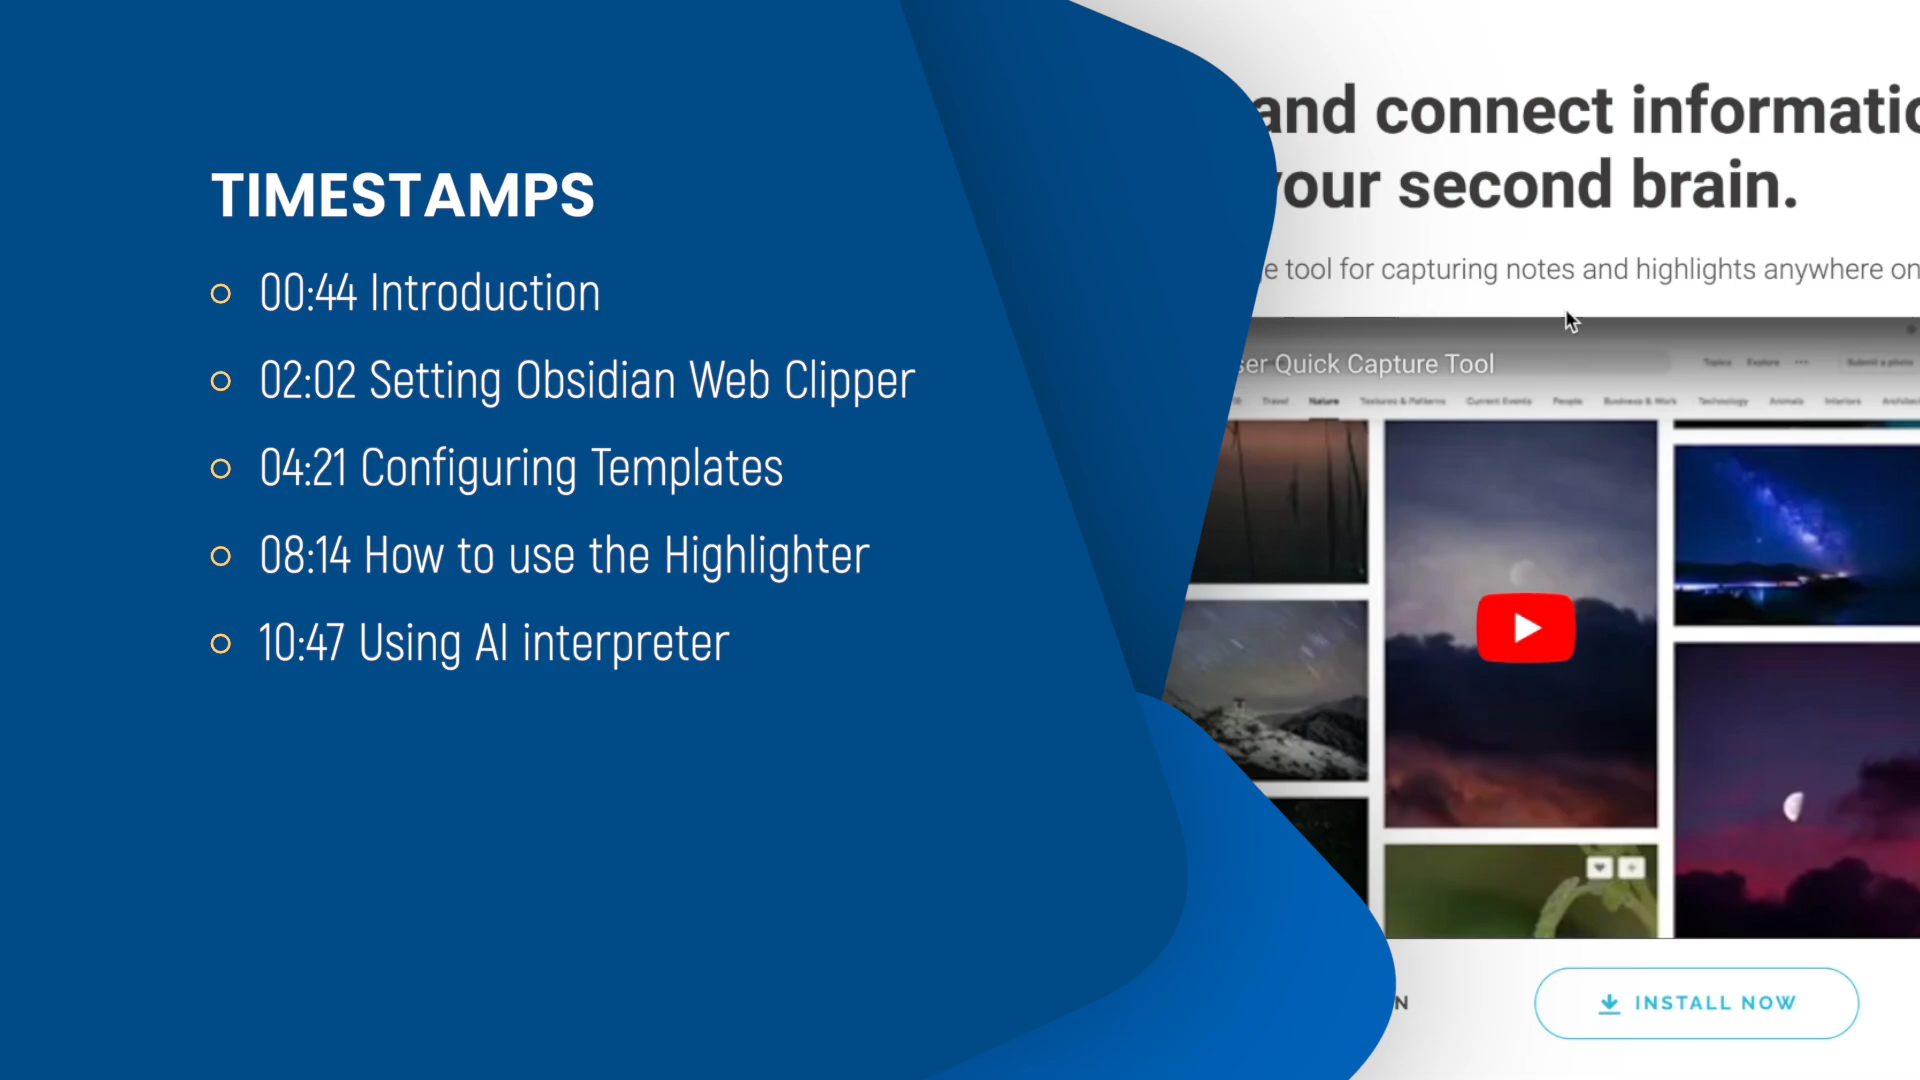 TIMESTAMPS
00:44 Introduction
02:02 Setting Obsidian Web Clipper
04:21 Configuring Templates
08:14 How to use the Highlighter
10:47 Using AI interpreter
and connect informatio
your second brain.
e tool for capturing notes and highlights anywhere on
ser Quick Capture Tool
Topics Explore ••• Submit a photo
Travel Nature Textures & Patterns Current Events People Business & Work Technology Animals Interiors
N
INSTALL NOW